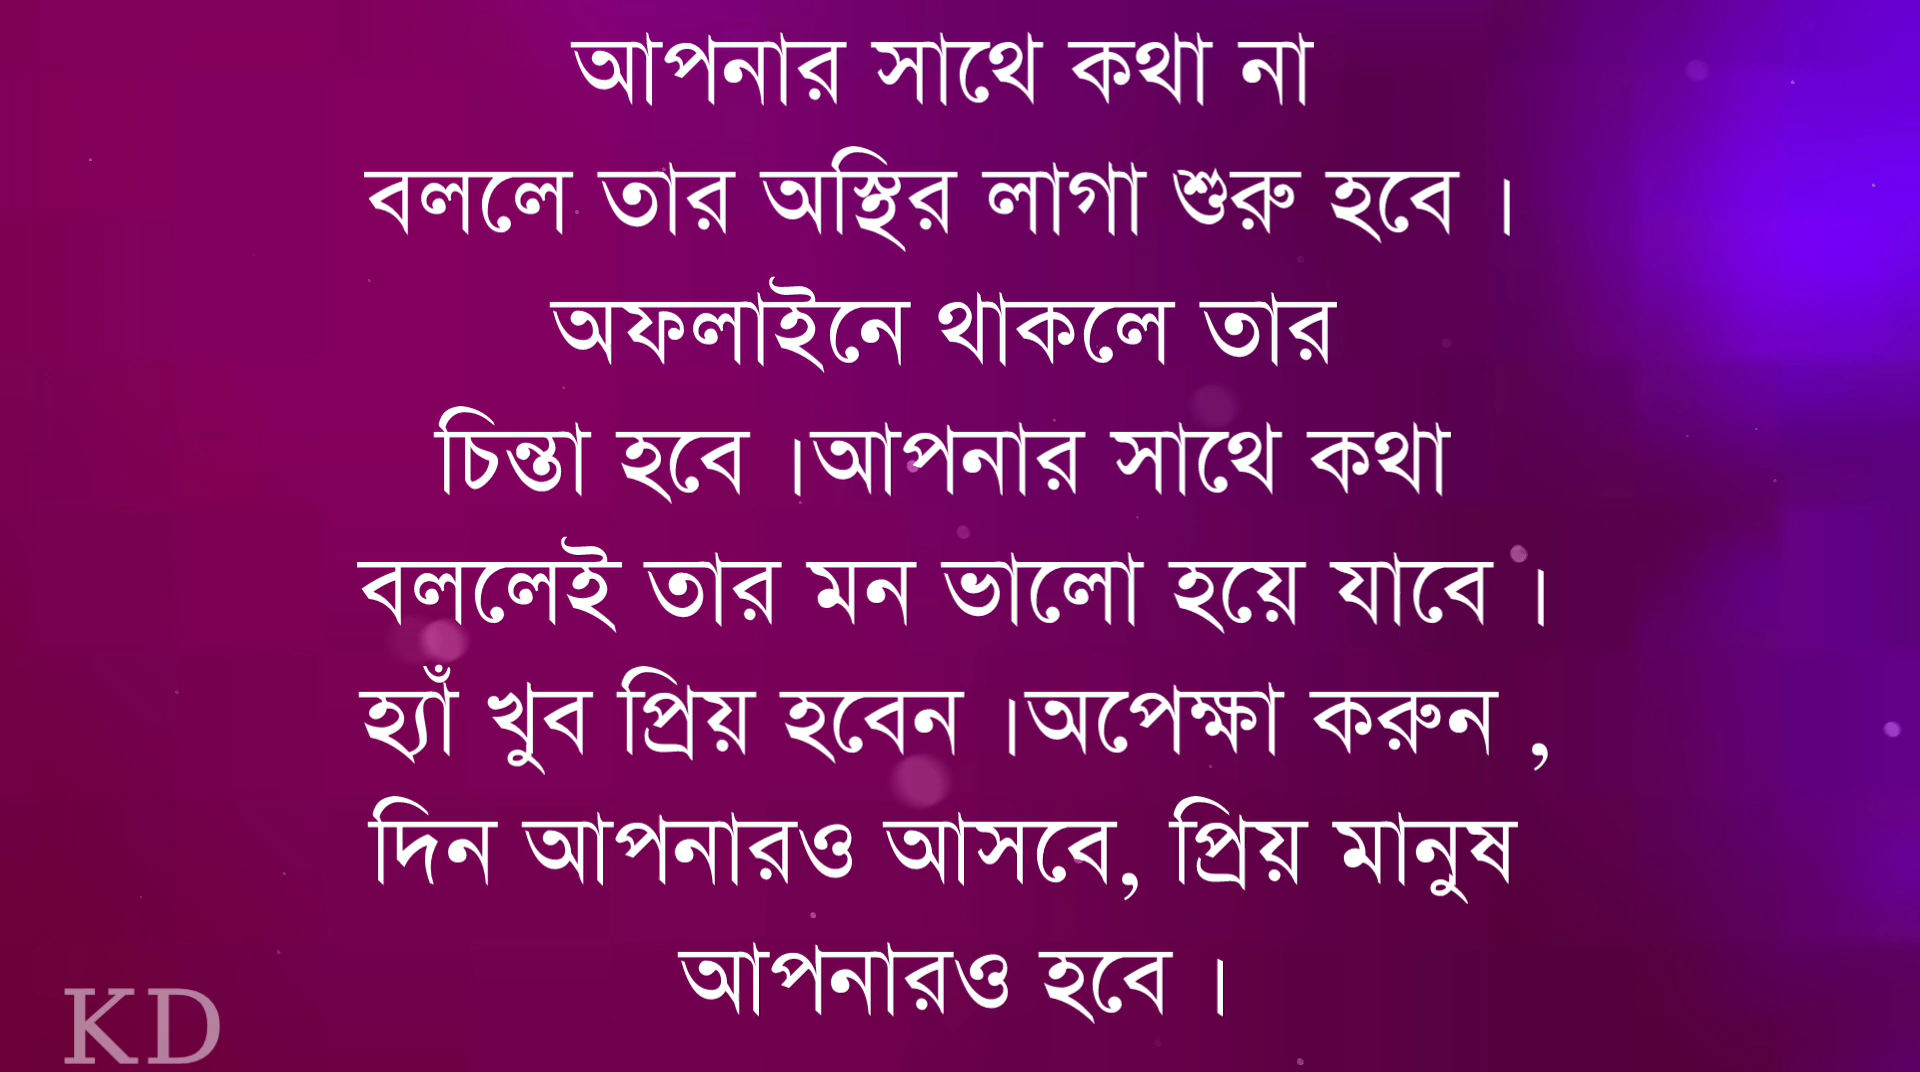 আপনার সাথে কথা না
বললে তার অস্থির লাগা শুরু হবে ।
অফলাইনে থাকলে তার
চিন্তা হবে ।আপনার সাথে কথা
বললেই তার মন ভালো হয়ে যাবে ।
হ্যাঁ খুব প্রিয় হবেন ।অপেক্ষা করুন ,
দিন আপনারও আসবে, প্রিয় মানুষ
আপনারও হবে ।
KD